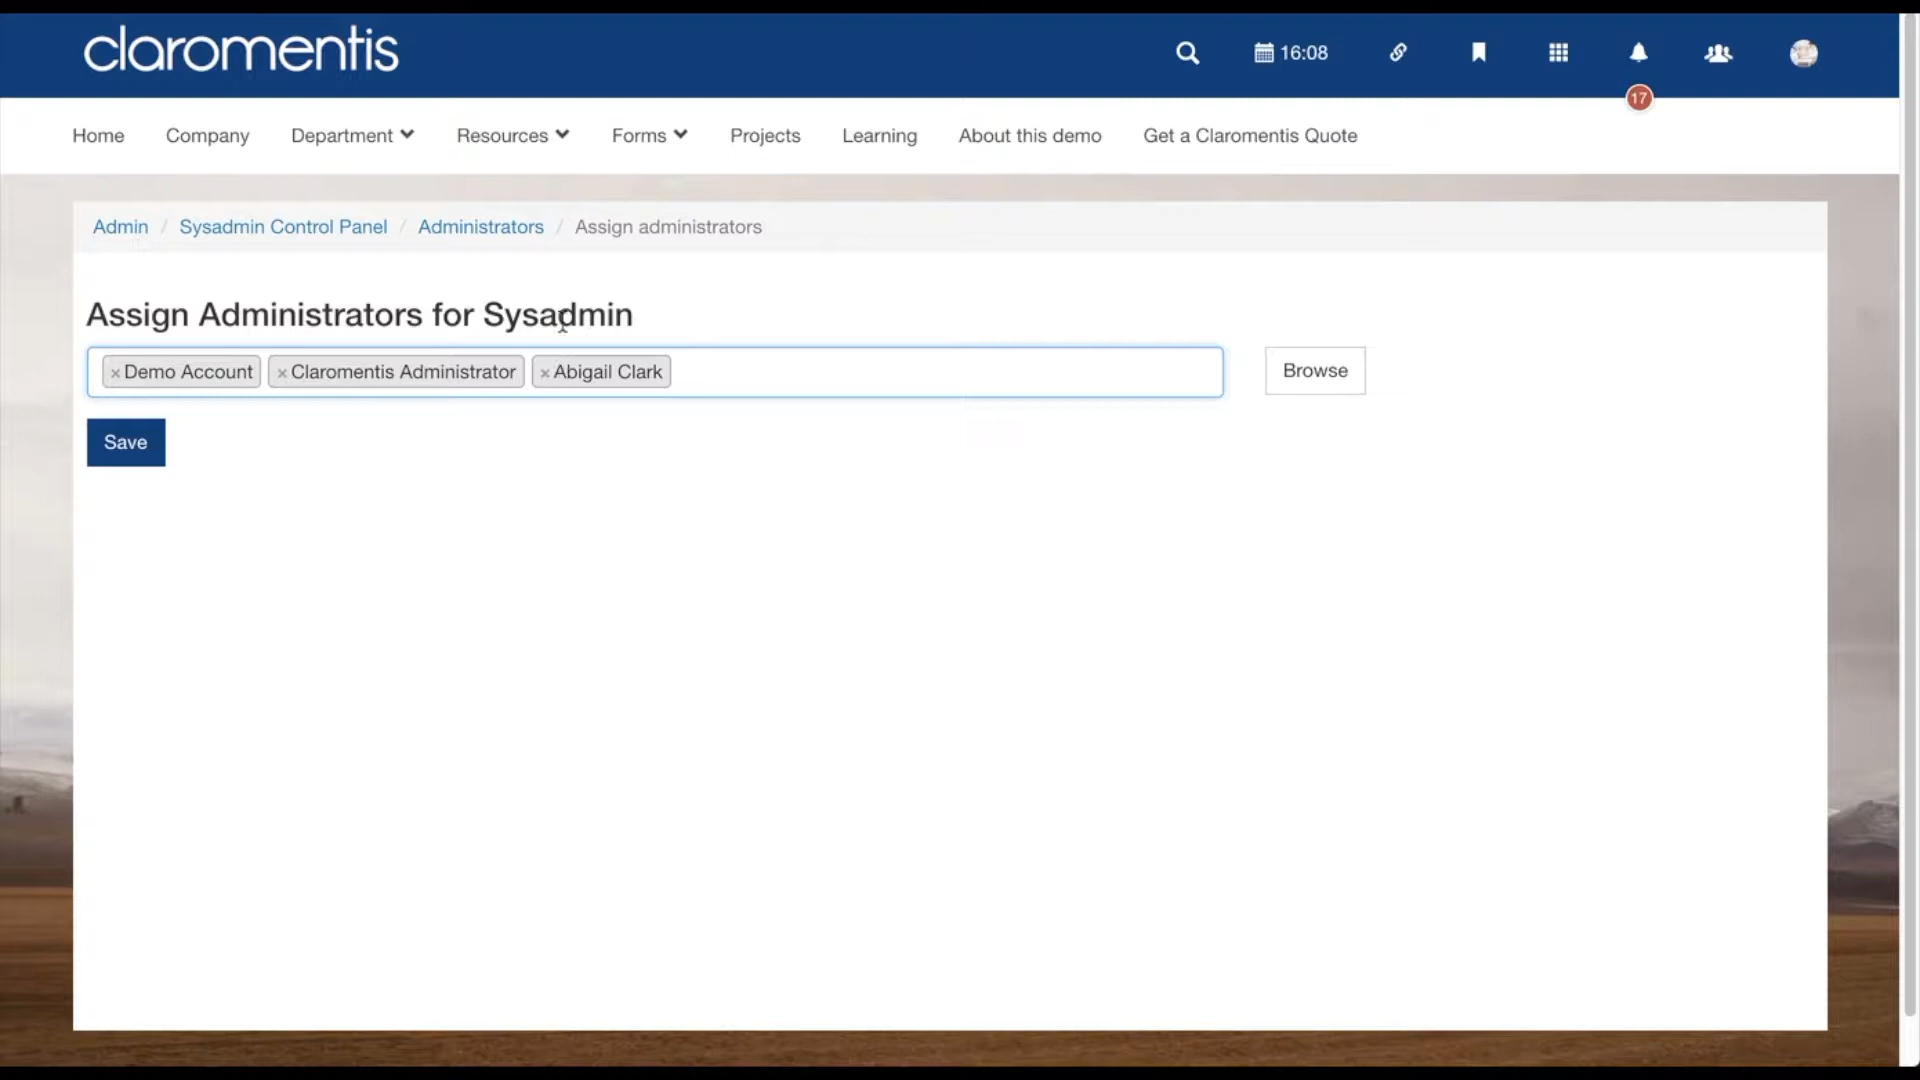 claromentis
16:08
17
Home Company Department Resources Forms Projects Learning About this demo Get a Claromentis Quote
Admin / Sysadmin Control Panel / Administrators / Assign administrators
Assign Administrators for Sysadmin
×Demo Account ×Claromentis Administrator ×Abigail Clark Browse
Save